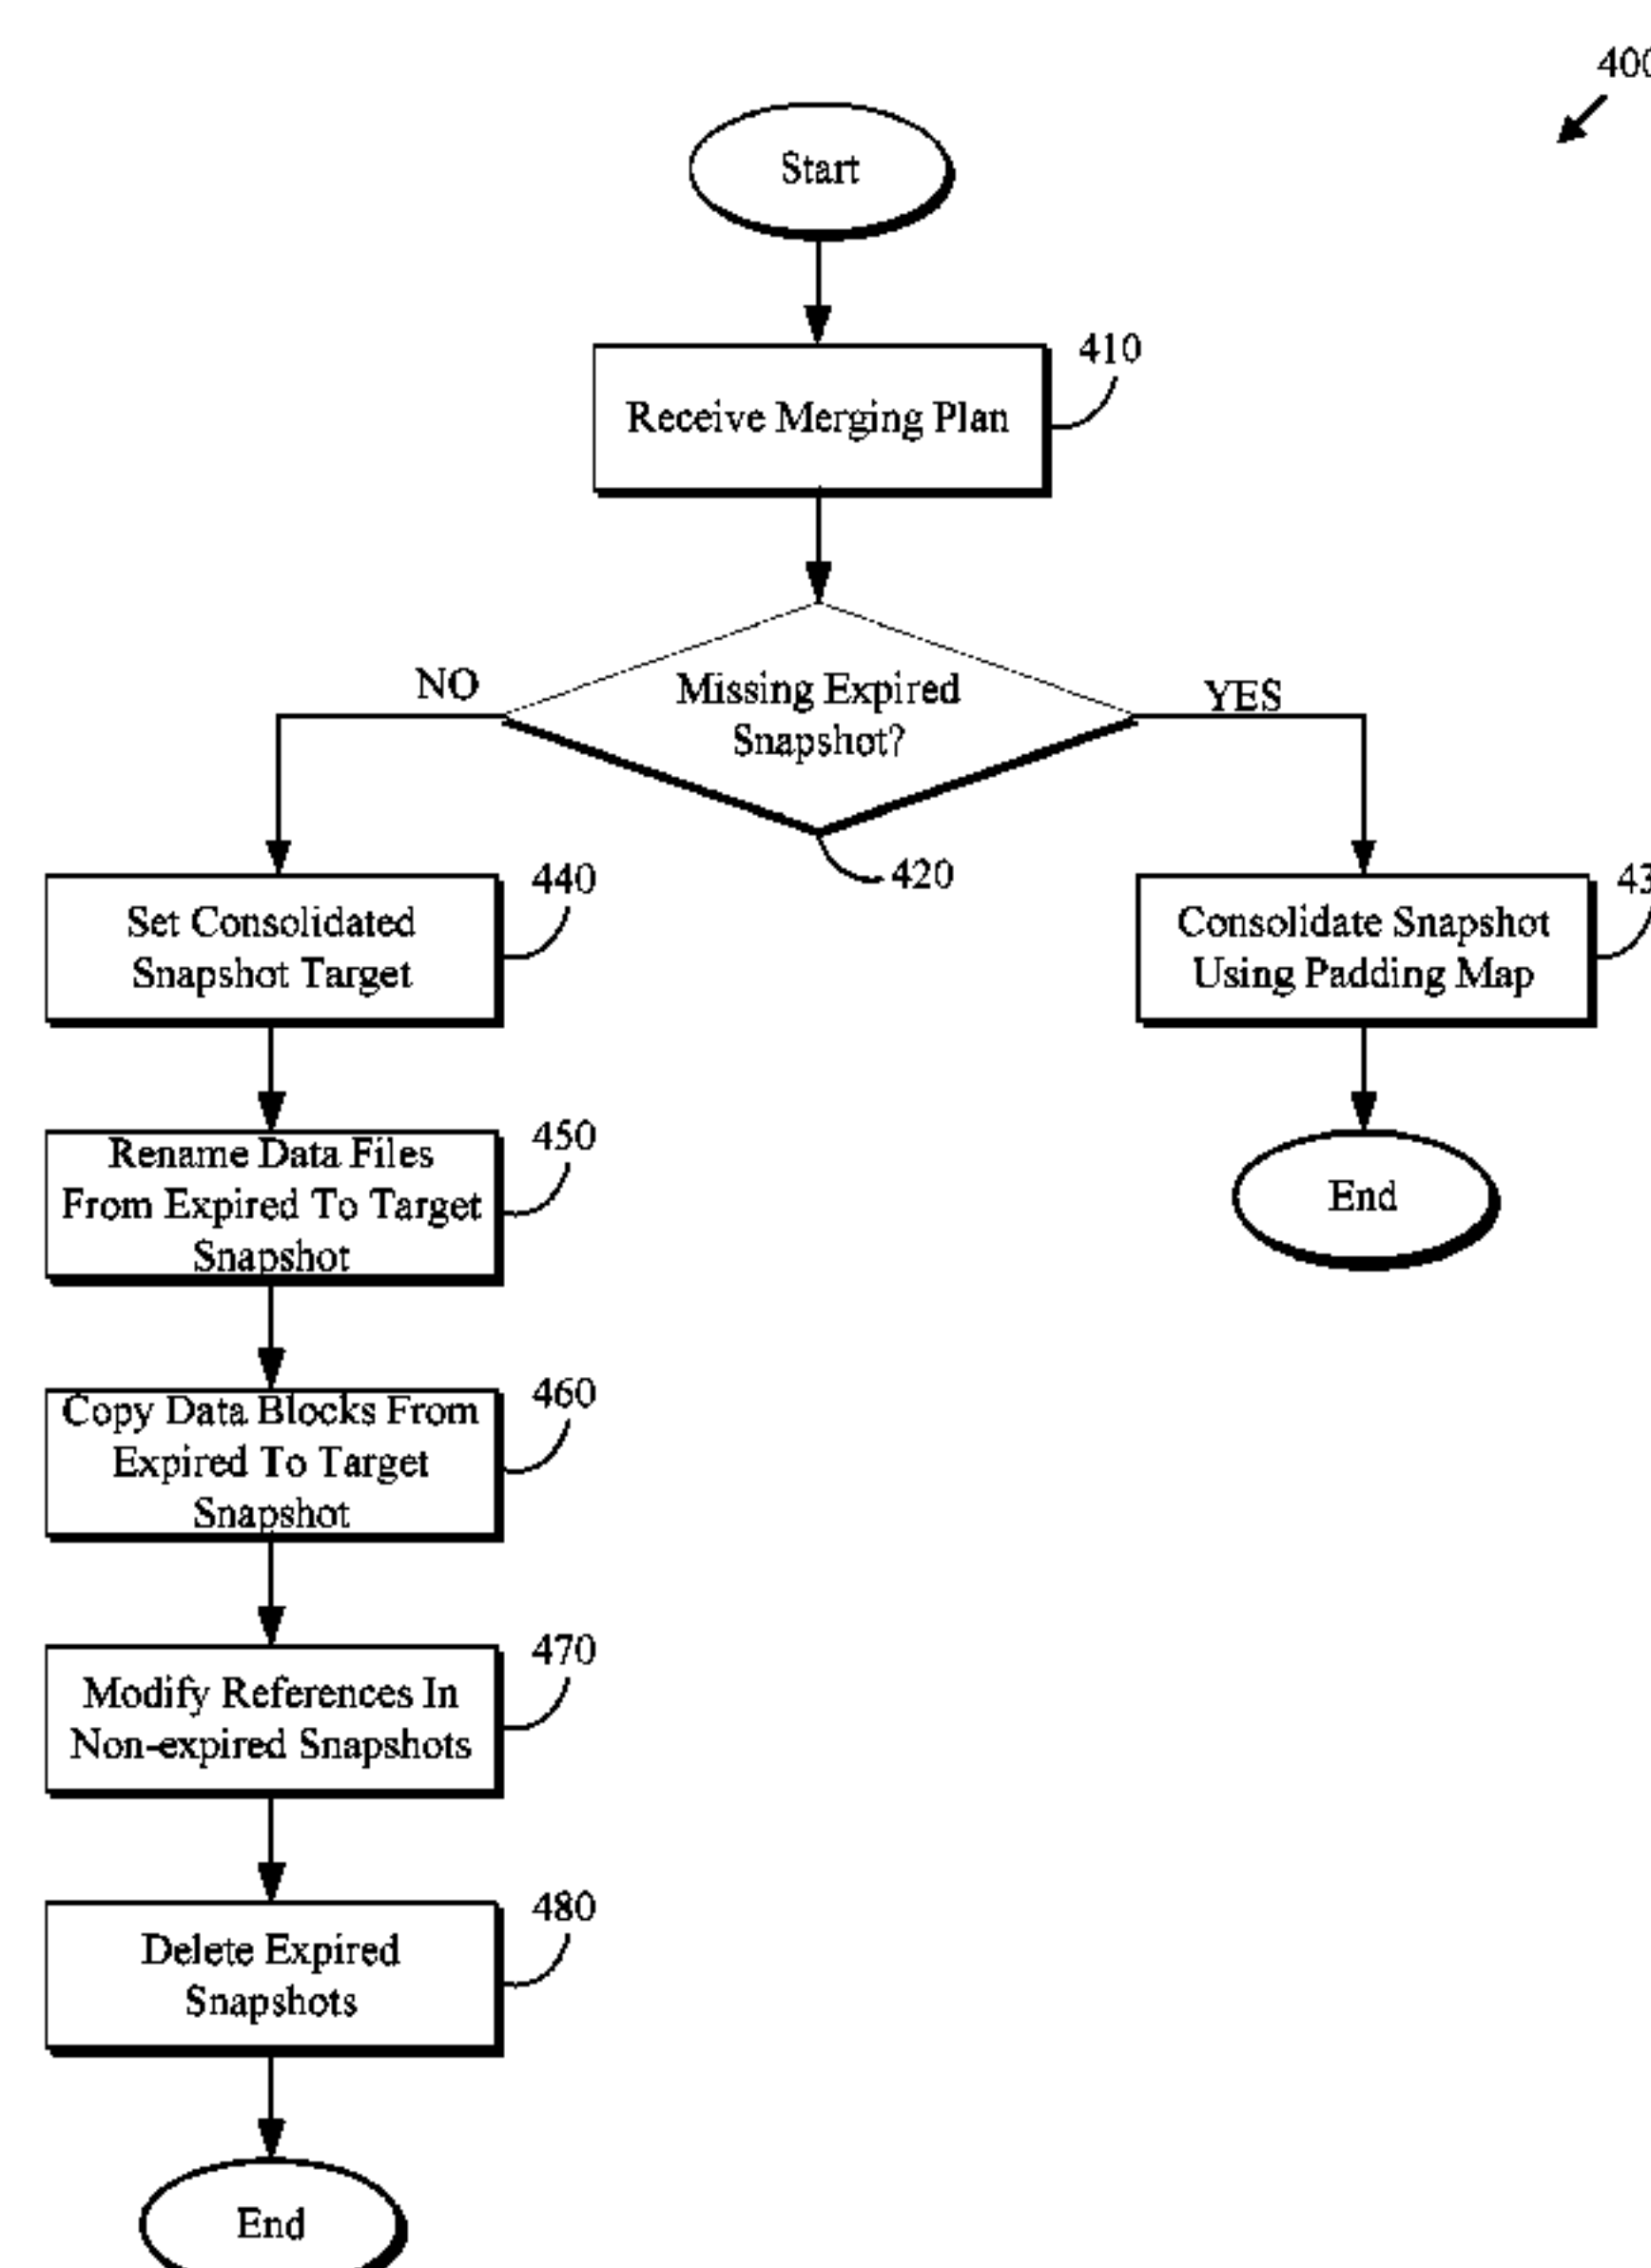 400
Start
410
Receive Merging Plan
NO
Missing Expired
Snapshot?
YES
420
440
Set Consolidated
Snapshot Target
Consolidate Snapshot
Using Padding Map
450
Rename Data Files
From Expired To Target
Snapshot
End
460
Copy Data Blocks From
Expired To Target
Snapshot
470
Modify References In
Non-expired Snapshots
480
Delete Expired
Snapshots
End